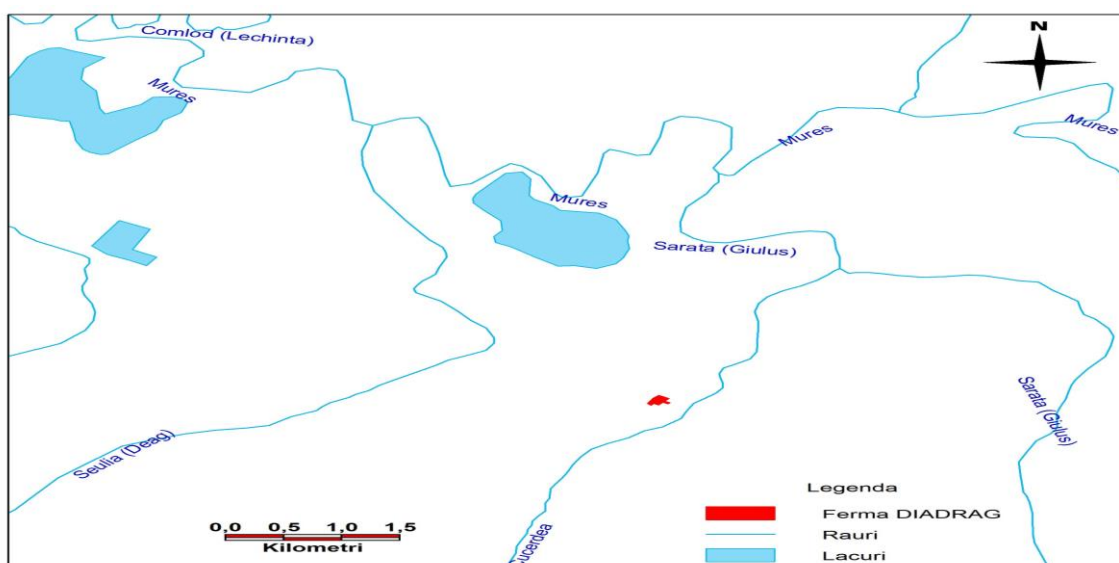 Comlod (Lechinta)
N
Mures
Mures
Mures
Mures
Sarata (Giulus)
Sarata (Giulus)
Seulia (Deag)
Cucerdea
0,0 0,5 1,0 1,5
Kilometri
Legenda
Ferma DIADRAG
Rauri
Lacuri